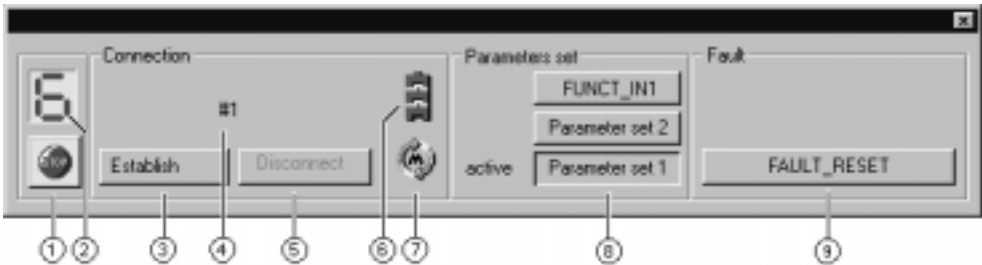 Connection Parameters set Fault
6 FUNCT_IN1
#1
Parameter set 2
STOP Establish Disconnect M active Parameter set 1 FAULT_RESET
1 2 3 4 5 6 7 8 9